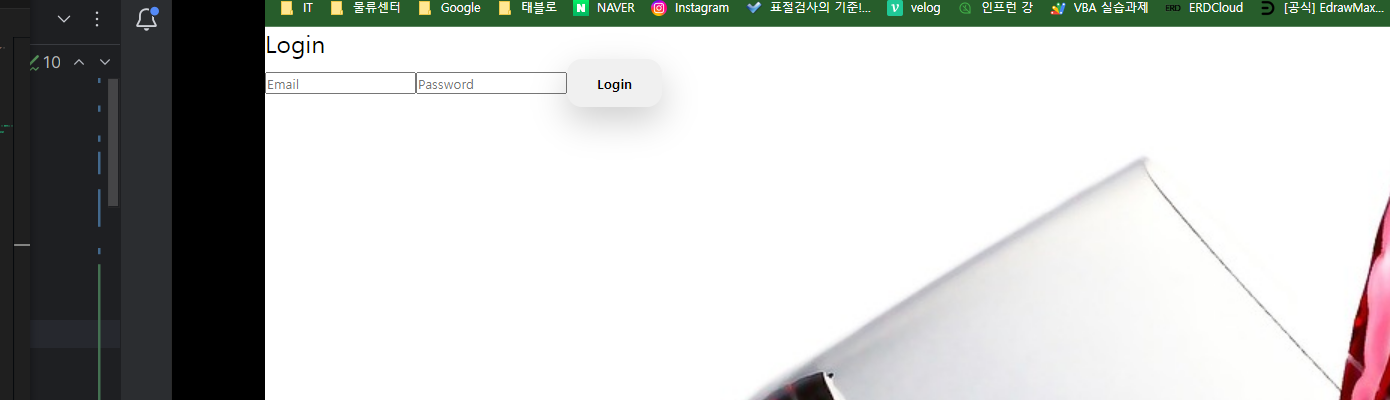 IT 물류센터 Google 태블로 NAVER Instagram 표절검사의 기준!... velog 인프런 강 VBA 실습과제 ERD ERDCloud [공식] EdrawMax...
Login
Email Password Login
10